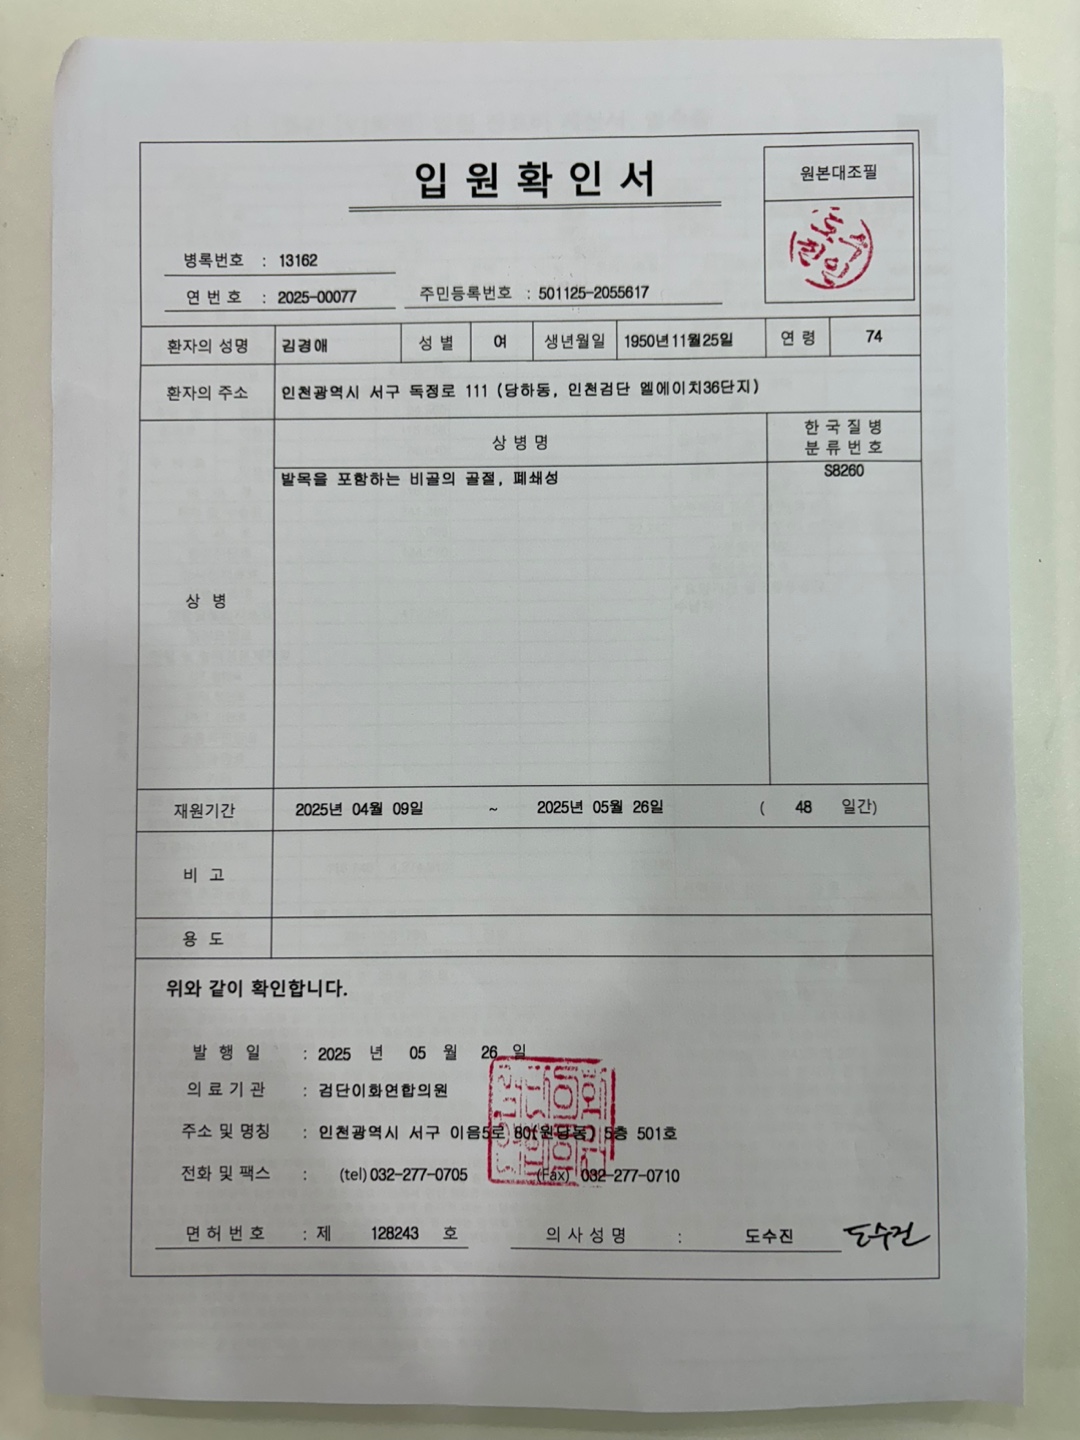 입원확인서
원본대조필
병록번호 : 13162
연번호 : 2025-00077
주민등록번호 : 501125-2055617
환자의 성명 김경애 성별 여 생년월일 1950년11월25일 연령 74
환자의 주소 인천광역시 서구 독정로 111 (당하동, 인천검단 엘에이치36단지)
상병명 한국질병
분류번호
발목을 포함하는 비골의 골절, 폐쇄성 S8260
상병
재원기간 2025년 04월 09일 ~ 2025년 05월 26일 ( 48 일간)
비고
용도
위와 같이 확인합니다.
발행일 : 2025 년 05 월 26 일
의료기관 : 검단이화연합의원
주소 및 명칭 : 인천광역시 서구 이음5로 60(원당동) 5층 501호
전화 및 팩스 : (tel) 032-277-0705 (Fax) 032-277-0710
면허번호 : 제 128243 호 의사성명 : 도수진